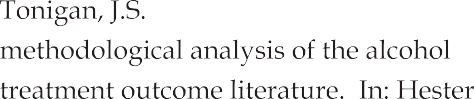 Tonigan, J.S.
methodological analysis of the alcohol
treatment outcome literature. In: Hester